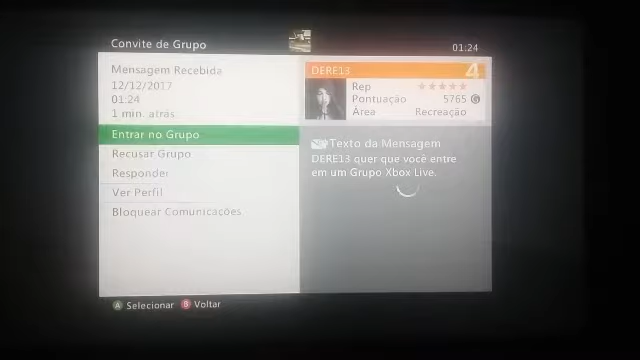 Convite de Grupo
01:24
Mensagem Recebida
12/12/2017
01:24
1 min. atrás
Entrar no Grupo
Recusar Grupo
Responder
Ver Perfil
Bloquear Comunicações
DERE13
4
Rep
Pontuação 5765 G
Área Recreação
Texto da Mensagem
DERE13 quer que você entre
em um Grupo Xbox Live.
A Selecionar B Voltar